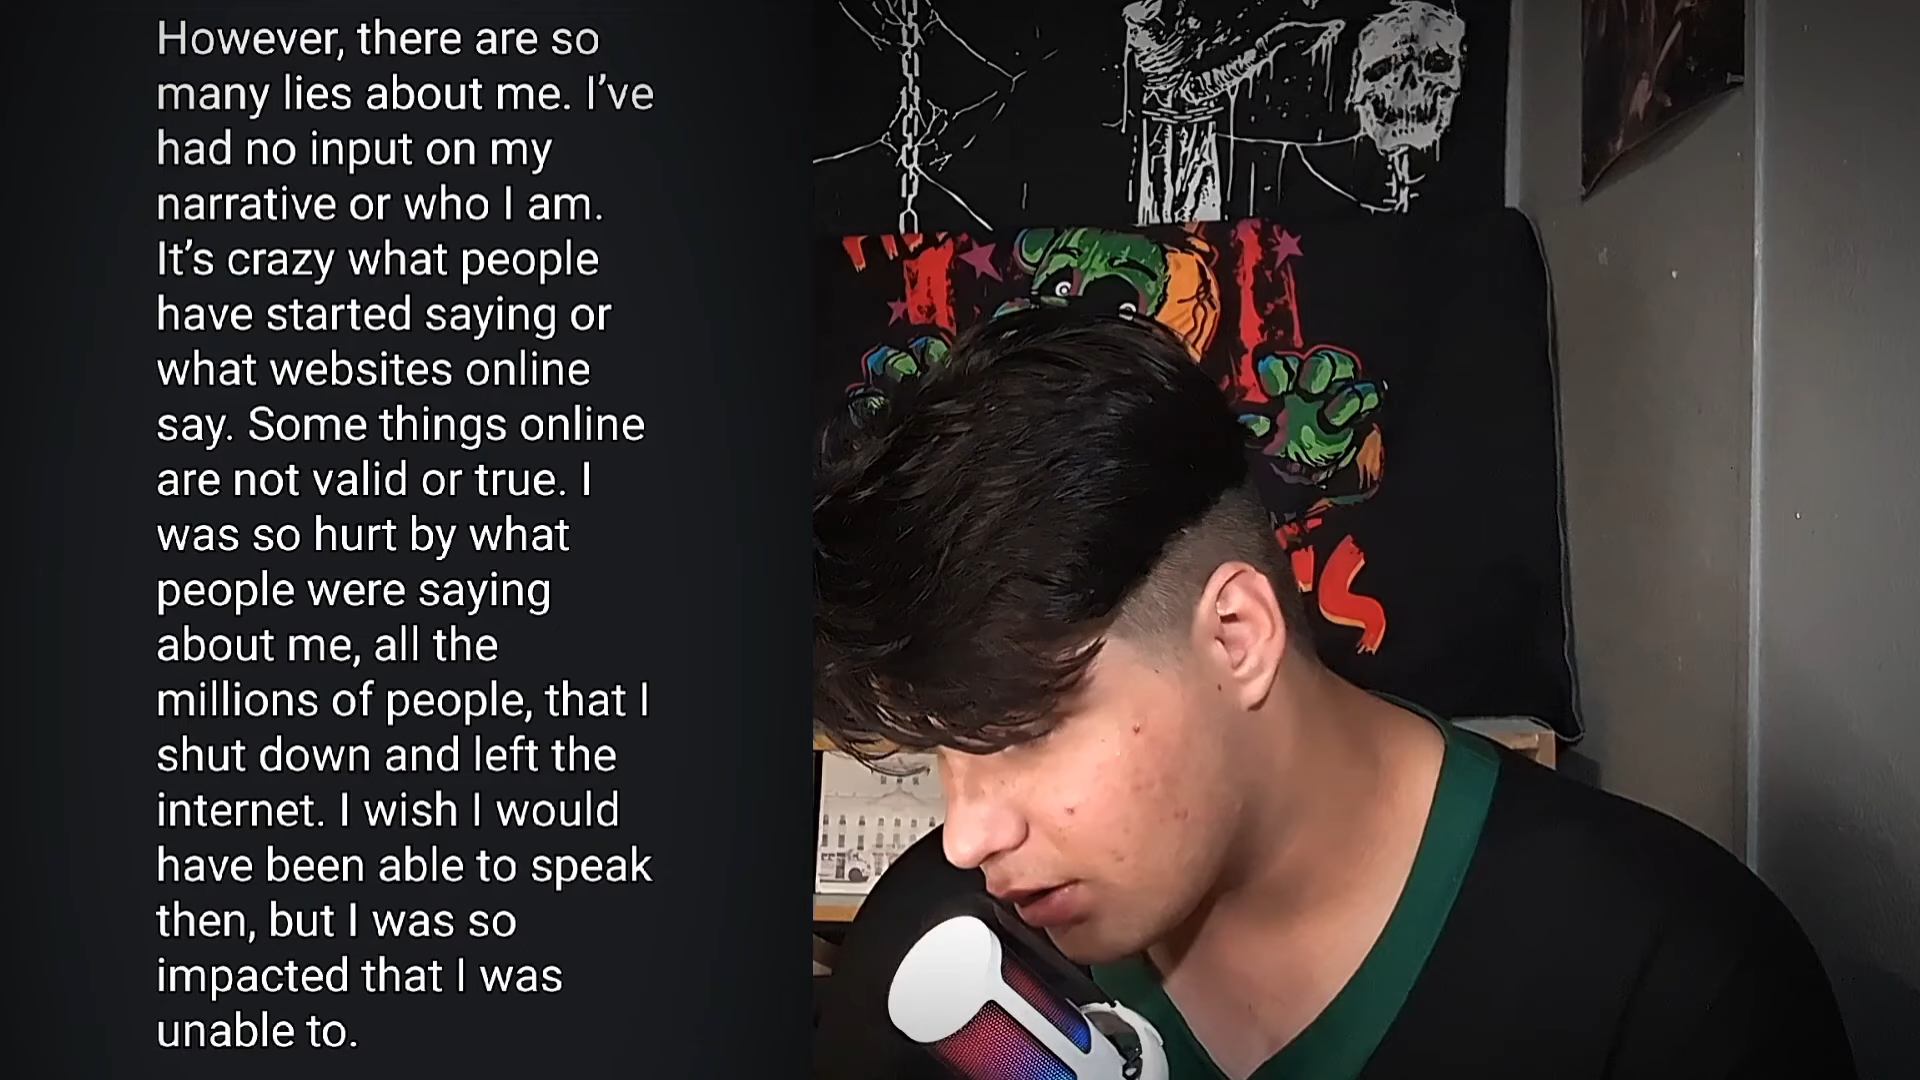 However, there are so
many lies about me. I've
had no input on my
narrative or who I am.
It's crazy what people
have started saying or
what websites online
say. Some things online
are not valid or true. I
was so hurt by what
people were saying
about me, all the
millions of people, that I
shut down and left the
internet. I wish I would
have been able to speak
then, but I was so
impacted that I was
unable to.